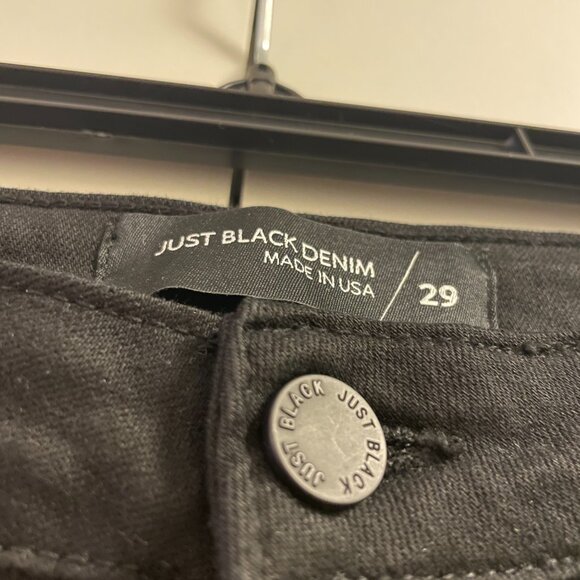 JUST BLACK DENIM
MADE IN USA
/ 29
JUST BLACK JUST BLACK